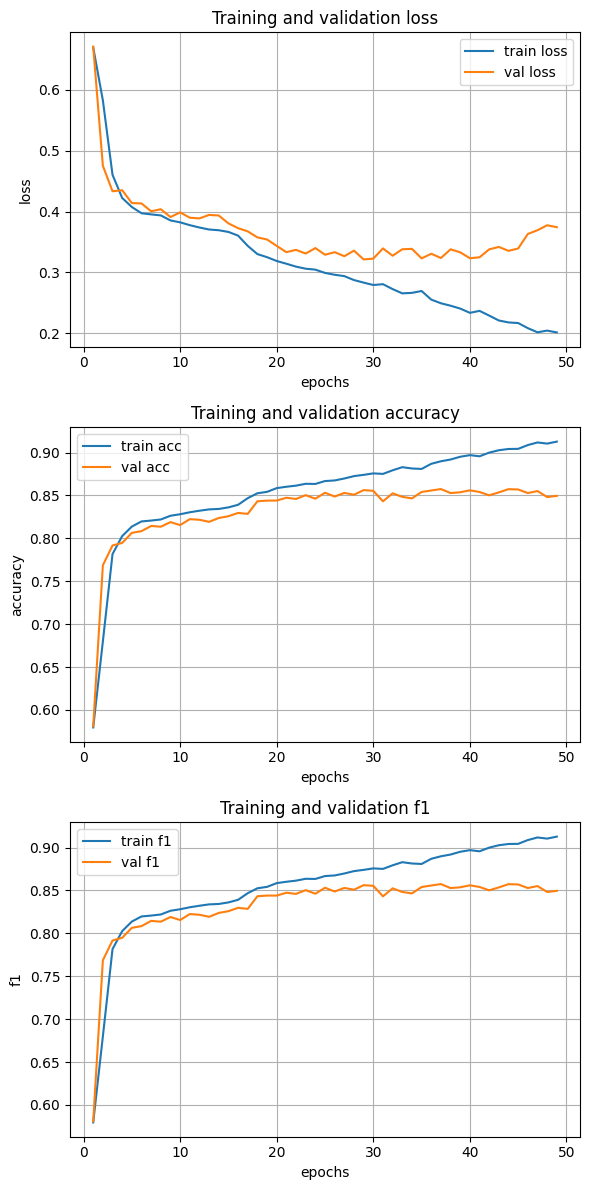 Training and validation loss
train loss
val loss
0.6
0.5
0.4
0.3
0.2
loss
0
10
20
30
40
50
epochs
Training and validation accuracy
train acc
val acc
0.90
0.85
0.80
0.75
0.70
0.65
0.60
accuracy
0
10
20
30
40
50
epochs
Training and validation f1
train f1
val f1
0.90
0.85
0.80
0.75
0.70
0.65
0.60
f1
0
10
20
30
40
50
epochs